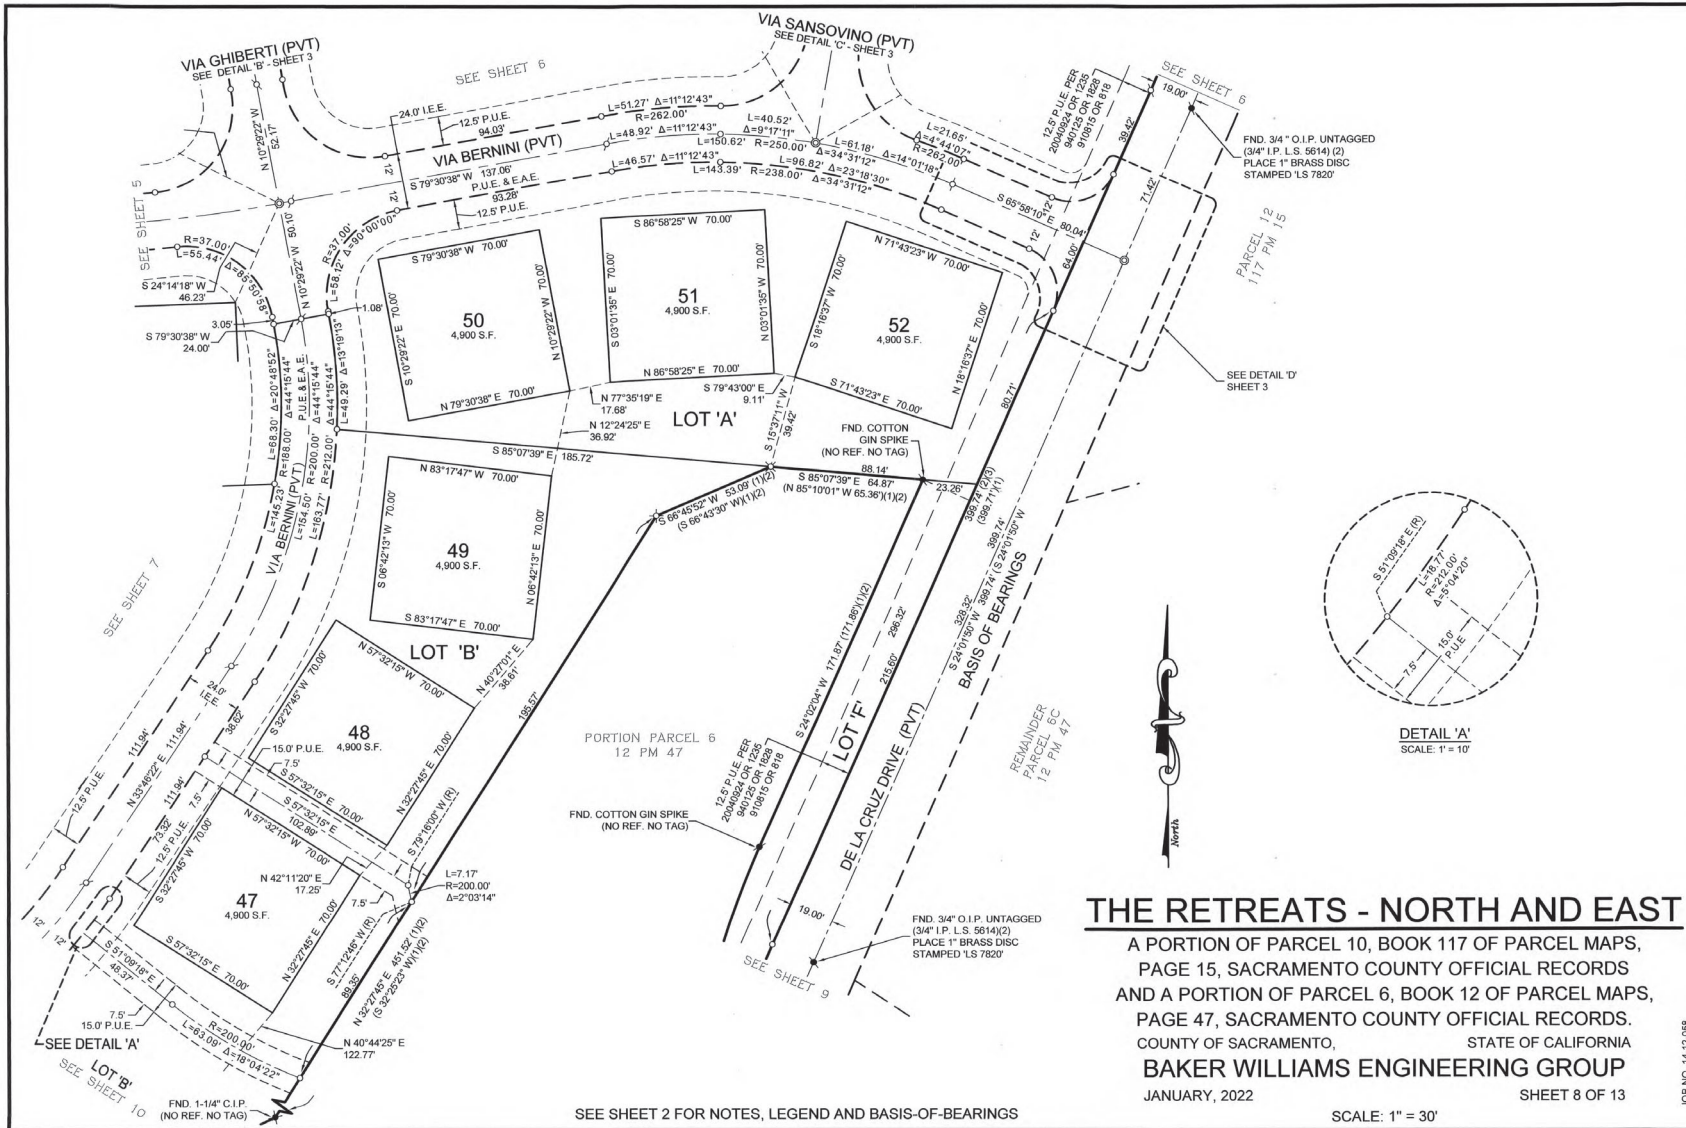 VIA GHIBERTI (PVT)
SEE DETAIL 'B' - SHEET 3
SEE SHEET 6
VIA SANSOVINO (PVT)
SEE DETAIL 'C' - SHEET 3
12.5' P.U.E. PER
20040924 OR 1235
940125 OR 1828
910815 OR 818
SEE SHEET 6
19.00'
FND. 3/4" O.I.P. UNTAGGED
(3/4" I.P. L.S. 5614) (2)
PLACE 1" BRASS DISC
STAMPED 'LS 7820'
39.42'
71.42'
PARCEL 12
117 PM 15
SEE DETAIL 'D'
SHEET 3
N 10°29'22" W
52.17'
24.0' I.E.E.
12.5' P.U.E.
94.03'
L=51.27' Δ=11°12'43"
R=262.00'
VIA BERNINI (PVT)
L=48.92' Δ=11°12'43"
L=150.62' R=250.00'
L=40.52'
Δ=9°17'11"
L=61.18'
Δ=34°31'12"
Δ=14°01'18"
L=21.65'
Δ=4°44'07"
R=262.00'
S 79°30'38" W 137.06'
P.U.E. & E.A.E.
93.28'
12.5' P.U.E.
L=46.57' Δ=11°12'43"
L=143.39' R=238.00'
L=96.82' Δ=23°18'30"
Δ=34°31'12"
12'
12'
S 65°58'10" E
80.04'
12'
12'
64.00'
SEE SHEET 5
R=37.00'
L=55.44'
Δ=85°50'58"
S 24°14'18" W
46.23'
N 10°29'22" W 50.10'
R=37.00'
L=58.12' Δ=90°00'00"
3.05'
1.08'
S 79°30'38" W
24.00'
L=68.30' Δ=20°48'52"
R=188.00' Δ=44°15'44"
P.U.E. & E.A.E.
R=200.00' Δ=44°15'44"
R=212.00' Δ=44°15'44"
L=49.29' Δ=13°19'13"
L=145.23'
VIA BERNINI (PVT)
L=154.50'
L=163.77'
S 79°30'38" W 70.00'
S 10°29'22" E 70.00'
50
4,900 S.F.
N 10°29'22" W 70.00'
N 79°30'38" E 70.00'
S 86°58'25" W 70.00'
S 03°01'35" E 70.00'
51
4,900 S.F.
N 03°01'35" W 70.00'
N 86°58'25" E 70.00'
N 71°43'23" W 70.00'
S 18°16'37" W 70.00'
52
4,900 S.F.
N 18°16'37" E 70.00'
S 71°43'23" E 70.00'
80.71'
N 77°35'19" E
17.68'
LOT 'A'
S 79°43'00" E
9.11'
N 12°24'25" E
36.92'
S 15°37'11" W
39.42'
FND. COTTON
GIN SPIKE
(NO REF. NO TAG)
S 85°07'39" E 185.72'
88.14'
S 85°07'39" E 64.87'
(N 85°10'01" W 65.36')(1)(2)
23.26'
S 66°45'52" W 53.09' (1)(2)
(S 66°43'30" W)(1)(2)
399.74' (2)(3)
(399.71')(1)
399.74'
399.74' (S 24°01'50" W
328.32'
S 24°01'50" W
BASIS OF BEARINGS
N 83°17'47" W 70.00'
S 06°42'13" W 70.00'
49
4,900 S.F.
N 06°42'13" E 70.00'
S 83°17'47" E 70.00'
SEE SHEET 7
LOT 'B'
N 40°27'01" E
38.61'
195.57'
N 57°32'15" W 70.00'
S 32°27'45" W 70.00'
48
4,900 S.F.
N 32°27'45" E 70.00'
S 57°32'15" E 70.00'
24.0'
I.E.E.
38.62'
15.0' P.U.E.
7.5'
111.94'
N 33°46'22" E 111.94'
111.94'
12.5' P.U.E.
7.5'
73.32'
12.5' P.U.E.
S 57°32'15" E
102.89'
N 57°32'15" W 70.00'
S 32°27'45" W 70.00'
47
4,900 S.F.
N 32°27'45" E 70.00'
S 57°32'15" E 70.00'
N 42°11'20" E
17.25'
7.5'
S 79°16'00" W (R)
L=7.17'
R=200.00'
Δ=2°03'14"
S 77°12'46" W (R)
89.35'
N 32°27'45" E 451.52' (1)(2)
(S 32°25'23" W)(1)(2)
12'
12'
S 51°09'18" E
48.37'
7.5'
15.0' P.U.E.
R=200.00'
L=63.09' Δ=18°04'22"
N 40°44'25" E
122.77'
SEE DETAIL 'A'
LOT 'B'
SEE SHEET 10
FND. 1-1/4" C.I.P.
(NO REF. NO TAG)
PORTION PARCEL 6
12 PM 47
S 24°02'04" W 171.87' (171.86')(1)(2)
296.32'
215.60'
LOT 'F'
DE LA CRUZ DRIVE (PVT)
REMAINDER
PARCEL 6C
12 PM 47
12.5' P.U.E. PER
20040924 OR 1235
940125 OR 1828
910815 OR 818
FND. COTTON GIN SPIKE
(NO REF. NO TAG)
19.00'
FND. 3/4" O.I.P. UNTAGGED
(3/4" I.P. L.S. 5614)(2)
PLACE 1" BRASS DISC
STAMPED 'LS 7820'
SEE SHEET 9
S 51°09'18" E (R)
L=18.77'
R=212.00'
Δ=5°04'20"
15.0'
P.U.E
7.5'
DETAIL 'A'
SCALE: 1' = 10'
North
THE RETREATS - NORTH AND EAST
A PORTION OF PARCEL 10, BOOK 117 OF PARCEL MAPS,
PAGE 15, SACRAMENTO COUNTY OFFICIAL RECORDS
AND A PORTION OF PARCEL 6, BOOK 12 OF PARCEL MAPS,
PAGE 47, SACRAMENTO COUNTY OFFICIAL RECORDS.
COUNTY OF SACRAMENTO, STATE OF CALIFORNIA
BAKER WILLIAMS ENGINEERING GROUP
JANUARY, 2022 SHEET 8 OF 13
SCALE: 1" = 30'
SEE SHEET 2 FOR NOTES, LEGEND AND BASIS-OF-BEARINGS
JOB NO. 14-12-068